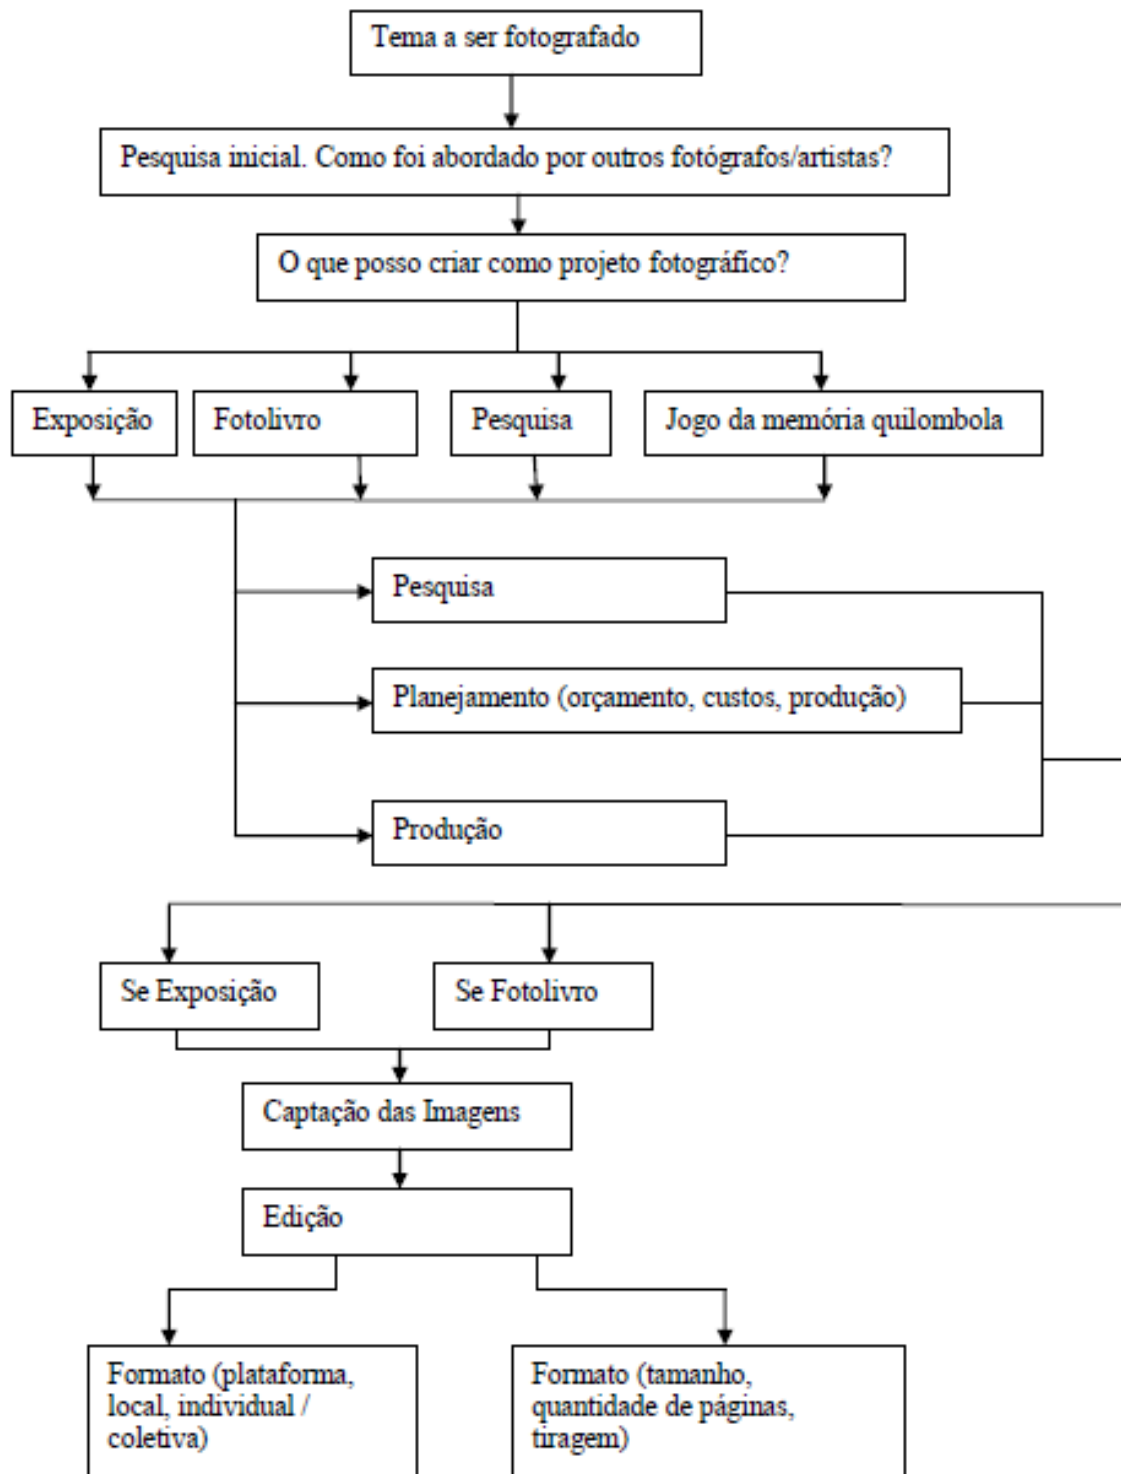 Tema a ser fotografado
Pesquisa inicial. Como foi abordado por outros fotógrafos/artistas?
O que posso criar como projeto fotográfico?
Exposição
Fotolivro
Pesquisa
Jogo da memória quilombola
Pesquisa
Planejamento (orçamento, custos, produção)
Produção
Se Exposição
Se Fotolivro
Captação das Imagens
Edição
Formato (plataforma,
local, individual /
coletiva)
Formato (tamanho,
quantidade de páginas,
tiragem)